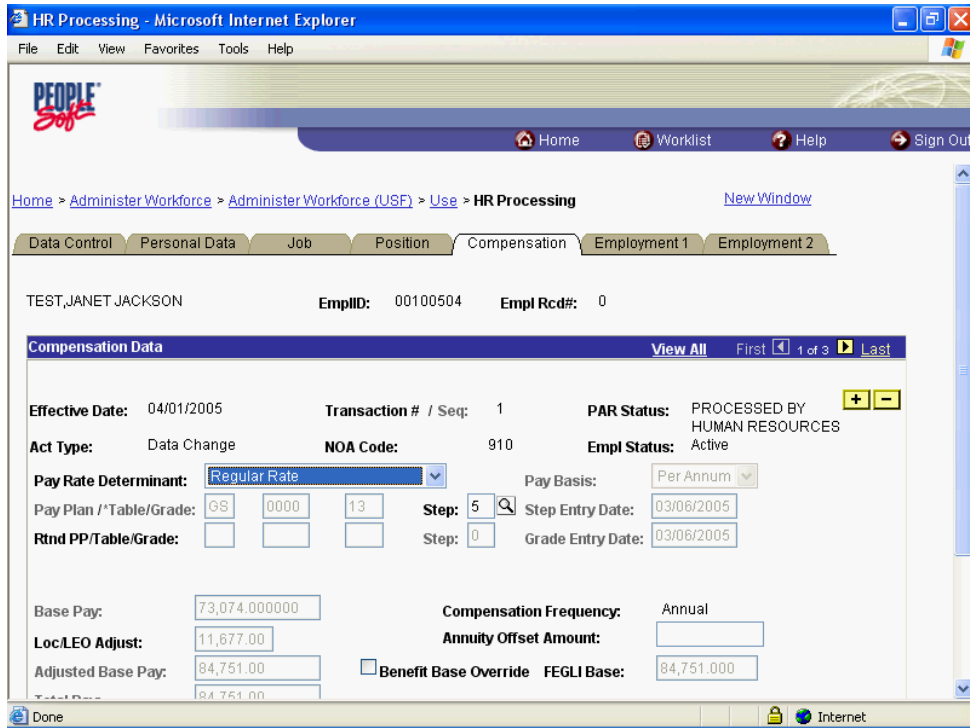 HR Processing - Microsoft Internet Explorer
File Edit View Favorites Tools Help
PEOPLE
Soft
Home Worklist Help Sign Out
Home > Administer Workforce > Administer Workforce (USF) > Use > HR Processing New Window
Data Control Personal Data Job Position Compensation Employment 1 Employment 2
TEST,JANET JACKSON EmplID: 00100504 Empl Rcd#: 0
Compensation Data View All First 1 of 3 Last
Effective Date: 04/01/2005 Transaction # / Seq: 1 PAR Status: PROCESSED BY
HUMAN RESOURCES
Act Type: Data Change NOA Code: 910 Empl Status: Active
Pay Rate Determinant: Regular Rate Pay Basis: Per Annum
Pay Plan /*Table/Grade: GS 0000 13 Step: 5 Step Entry Date: 03/06/2005
Rtnd PP/Table/Grade: Step: 0 Grade Entry Date: 03/06/2005
Base Pay: 73,074.000000 Compensation Frequency: Annual
Loc/LEO Adjust: 11,677.00 Annuity Offset Amount:
Adjusted Base Pay: 84,751.00 Benefit Base Override FEGLI Base: 84,751.000
84,751.00
Done Internet